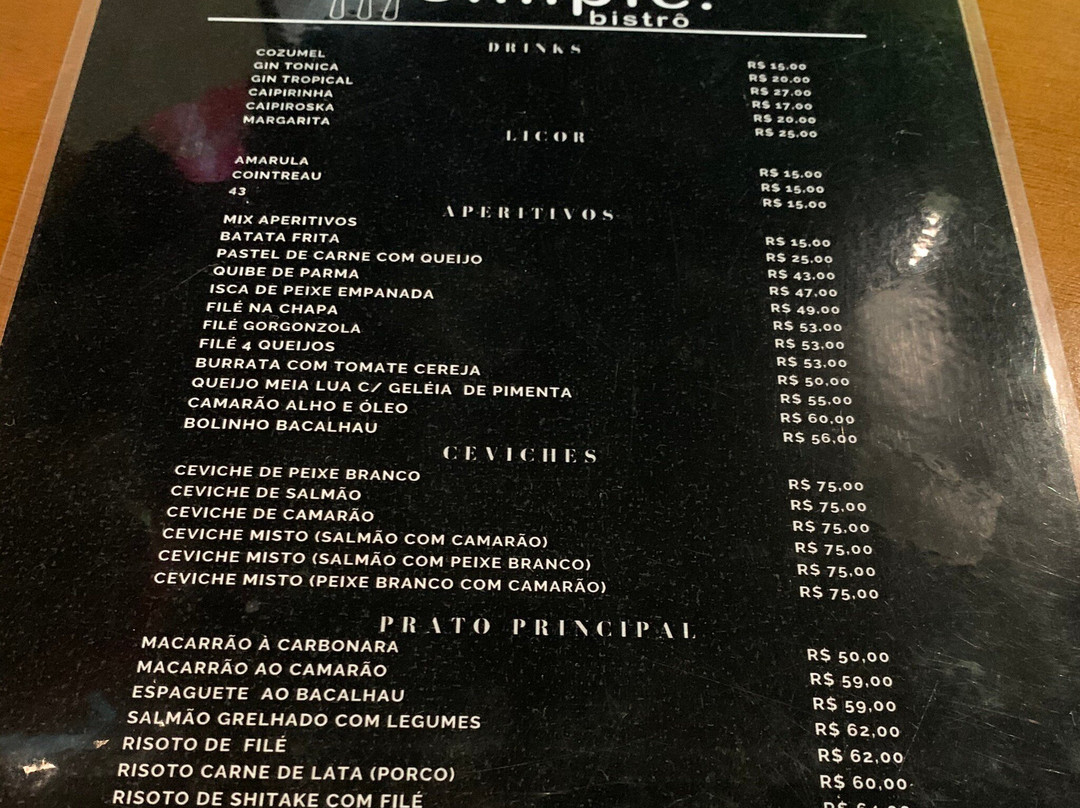 bistrô
DRINKS
COZUMEL R$ 15,00
GIN TONICA R$ 20,00
GIN TROPICAL R$ 27,00
CAIPIRINHA R$ 17,00
CAIPIROSKA R$ 20,00
MARGARITA R$ 25,00
LICOR
AMARULA R$ 15,00
COINTREAU R$ 15,00
43 R$ 15,00
APERITIVOS
MIX APERITIVOS R$ 15,00
BATATA FRITA R$ 25,00
PASTEL DE CARNE COM QUEIJO R$ 43,00
QUIBE DE PARMA R$ 47,00
ISCA DE PEIXE EMPANADA R$ 49,00
FILÉ NA CHAPA R$ 53,00
FILÉ GORGONZOLA R$ 53,00
FILÉ 4 QUEIJOS R$ 53,00
BURRATA COM TOMATE CEREJA R$ 50,00
QUEIJO MEIA LUA C/ GELÉIA DE PIMENTA R$ 55,00
CAMARÃO ALHO E ÓLEO R$ 60,00
BOLINHO BACALHAU R$ 56,00
CEVICHES
CEVICHE DE PEIXE BRANCO R$ 75,00
CEVICHE DE SALMÃO R$ 75,00
CEVICHE DE CAMARÃO R$ 75,00
CEVICHE MISTO (SALMÃO COM CAMARÃO) R$ 75,00
CEVICHE MISTO (SALMÃO COM PEIXE BRANCO) R$ 75,00
CEVICHE MISTO (PEIXE BRANCO COM CAMARÃO) R$ 75,00
PRATO PRINCIPAL
MACARRÃO À CARBONARA R$ 50,00
MACARRÃO AO CAMARÃO R$ 59,00
ESPAGUETE AO BACALHAU R$ 59,00
SALMÃO GRELHADO COM LEGUMES R$ 62,00
RISOTO DE FILÉ R$ 62,00
RISOTO CARNE DE LATA (PORCO) R$ 60,00
RISOTO DE SHITAKE COM FILÉ